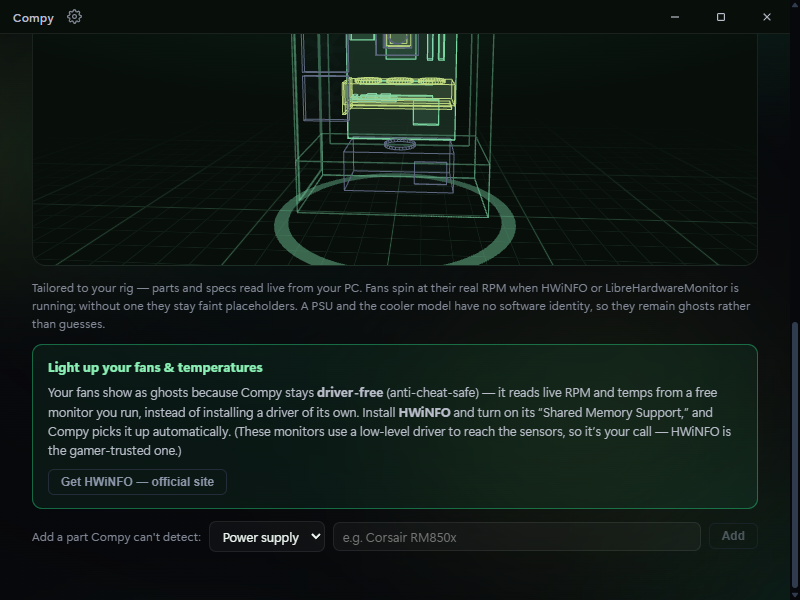 Compy
Tailored to your rig — parts and specs read live from your PC. Fans spin at their real RPM when HWiNFO or LibreHardwareMonitor is
running; without one they stay faint placeholders. A PSU and the cooler model have no software identity, so they remain ghosts rather
than guesses.
Light up your fans & temperatures
Your fans show as ghosts because Compy stays driver-free (anti-cheat-safe) — it reads live RPM and temps from a free
monitor you run, instead of installing a driver of its own. Install HWiNFO and turn on its “Shared Memory Support,” and
Compy picks it up automatically. (These monitors use a low-level driver to reach the sensors, so it’s your call — HWiNFO is
the gamer-trusted one.)
Get HWiNFO — official site
Add a part Compy can't detect: Power supply e.g. Corsair RM850x Add